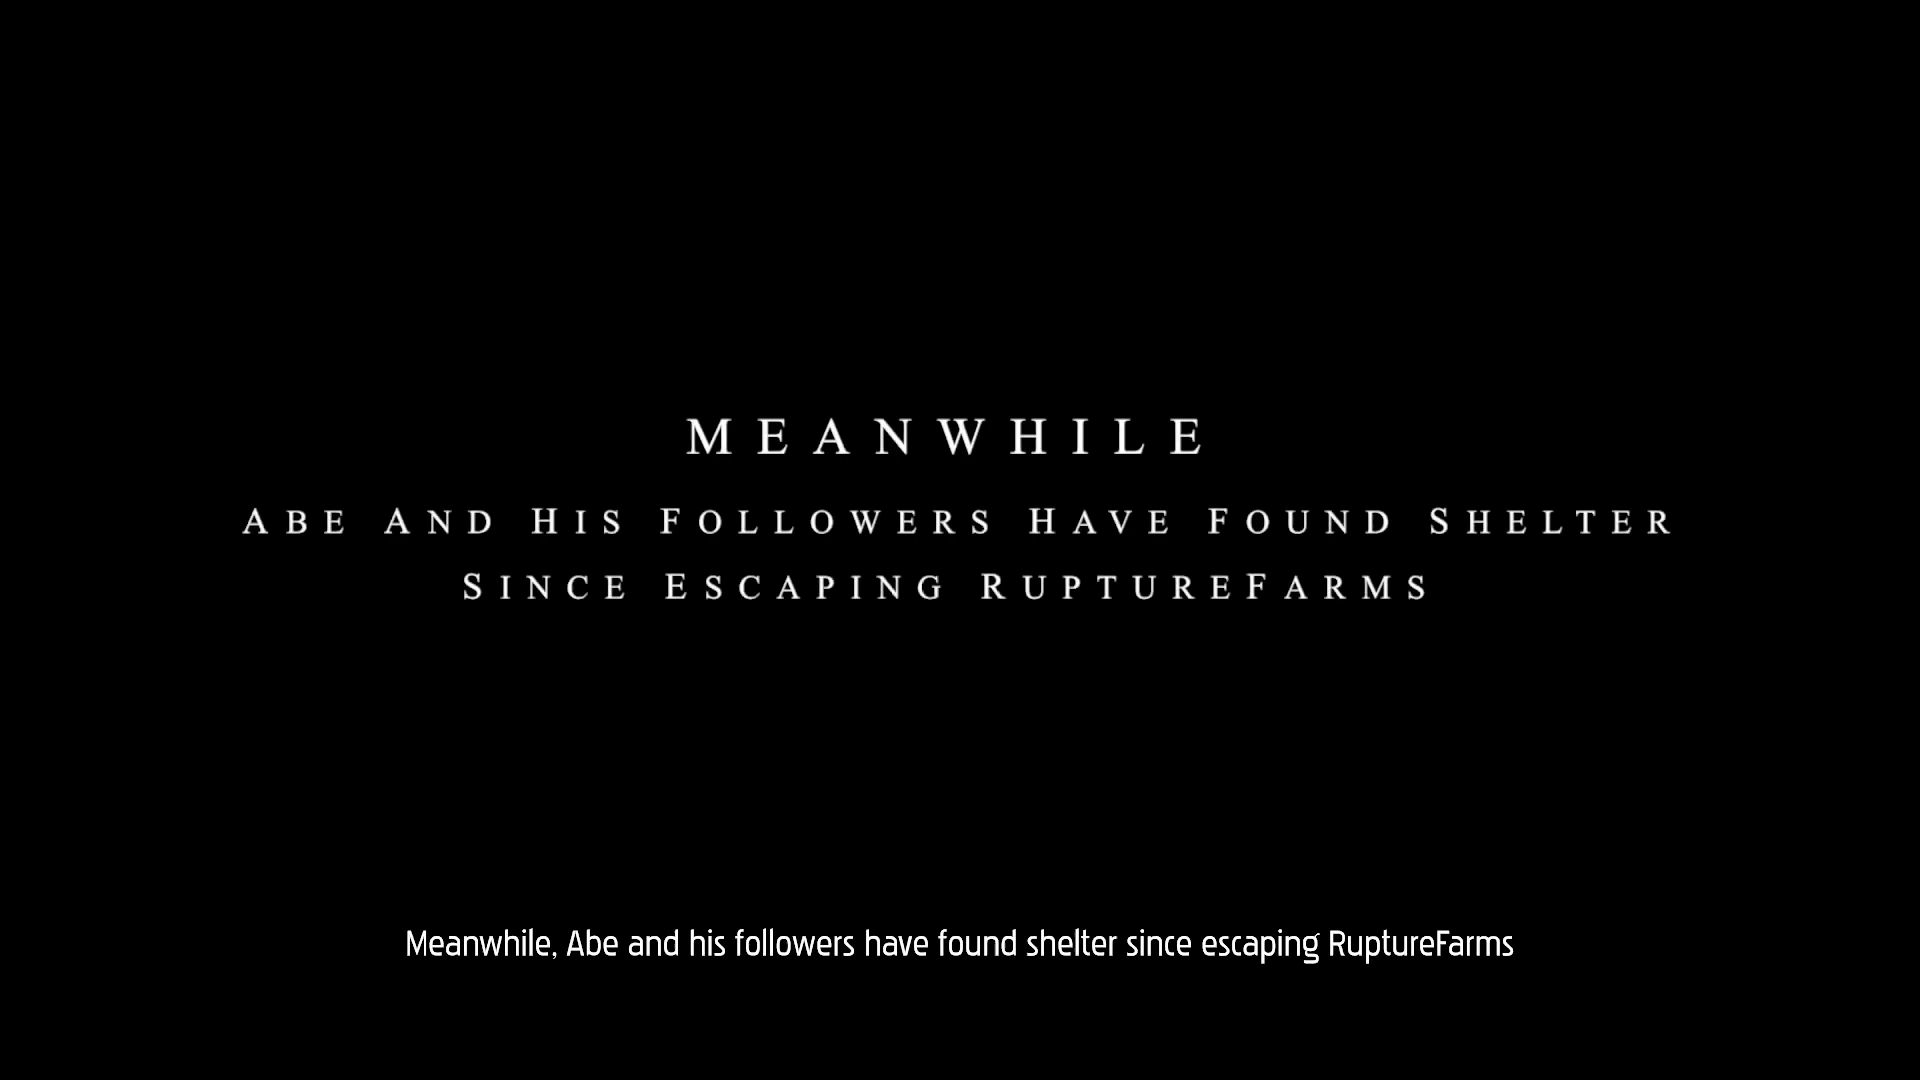 MEANWHILE
ABE AND HIS FOLLOWERS HAVE FOUND SHELTER
SINCE ESCAPING RUPTUREFARMS
Meanwhile, Abe and his followers have found shelter since escaping RuptureFarms